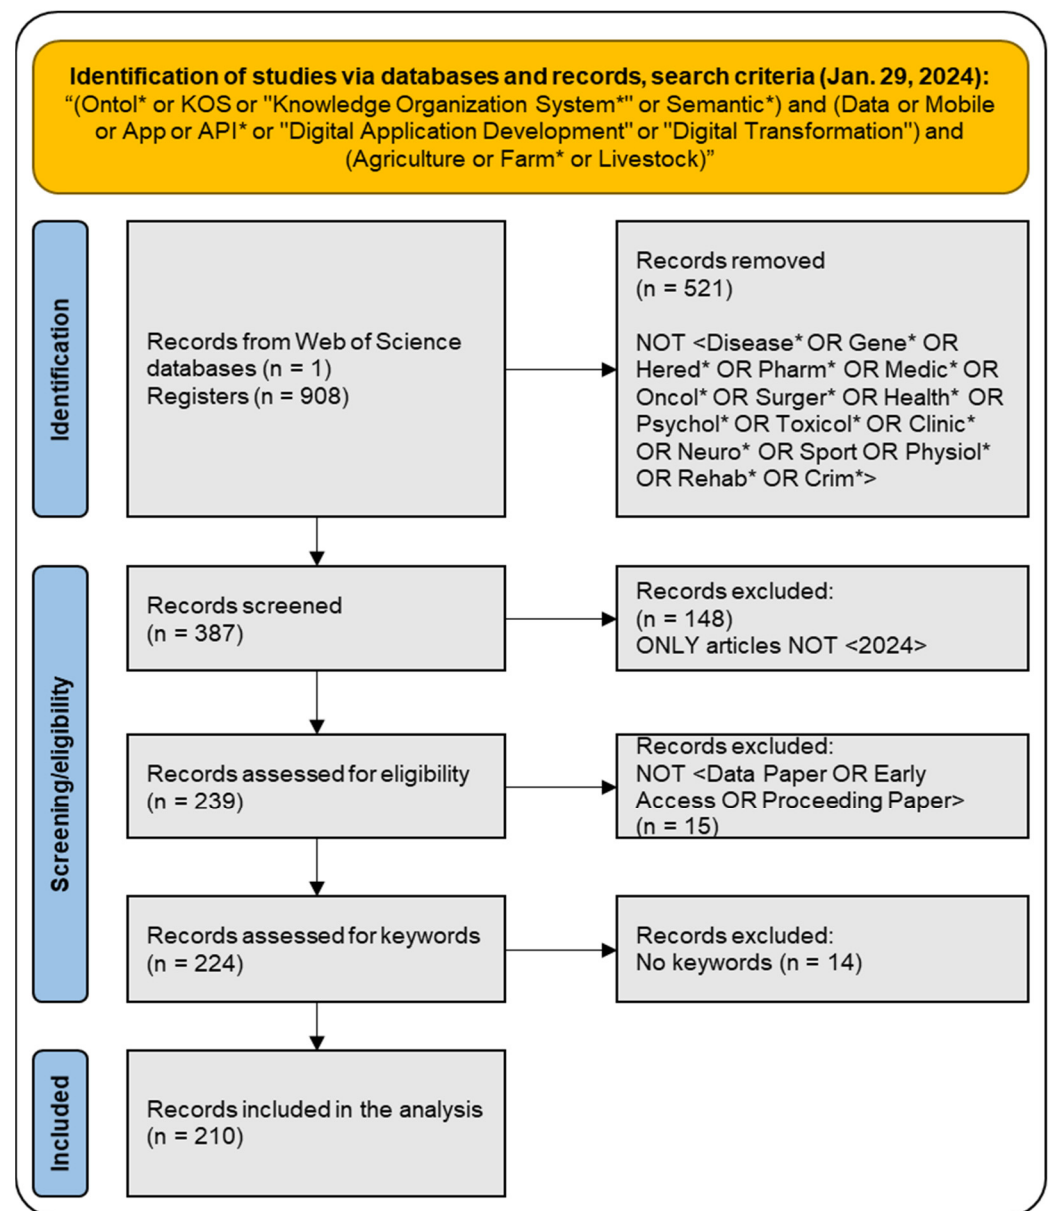 Identification of studies via databases and records, search criteria (Jan. 29, 2024):
“(Ontol* or KOS or "Knowledge Organization System*" or Semantic*) and (Data or Mobile
or App or API* or "Digital Application Development" or "Digital Transformation") and
(Agriculture or Farm* or Livestock)”
Identification
Records from Web of Science
databases (n = 1)
Registers (n = 908)
Records removed
(n = 521)
NOT <Disease* OR Gene* OR
Hered* OR Pharm* OR Medic* OR
Oncol* OR Surger* OR Health* OR
Psychol* OR Toxicol* OR Clinic*
OR Neuro* OR Sport OR Physiol*
OR Rehab* OR Crim*>
Screening/eligibility
Records screened
(n = 387)
Records excluded:
(n = 148)
ONLY articles NOT <2024>
Records assessed for eligibility
(n = 239)
Records excluded:
NOT <Data Paper OR Early
Access OR Proceeding Paper>
(n = 15)
Records assessed for keywords
(n = 224)
Records excluded:
No keywords (n = 14)
Included
Records included in the analysis
(n = 210)